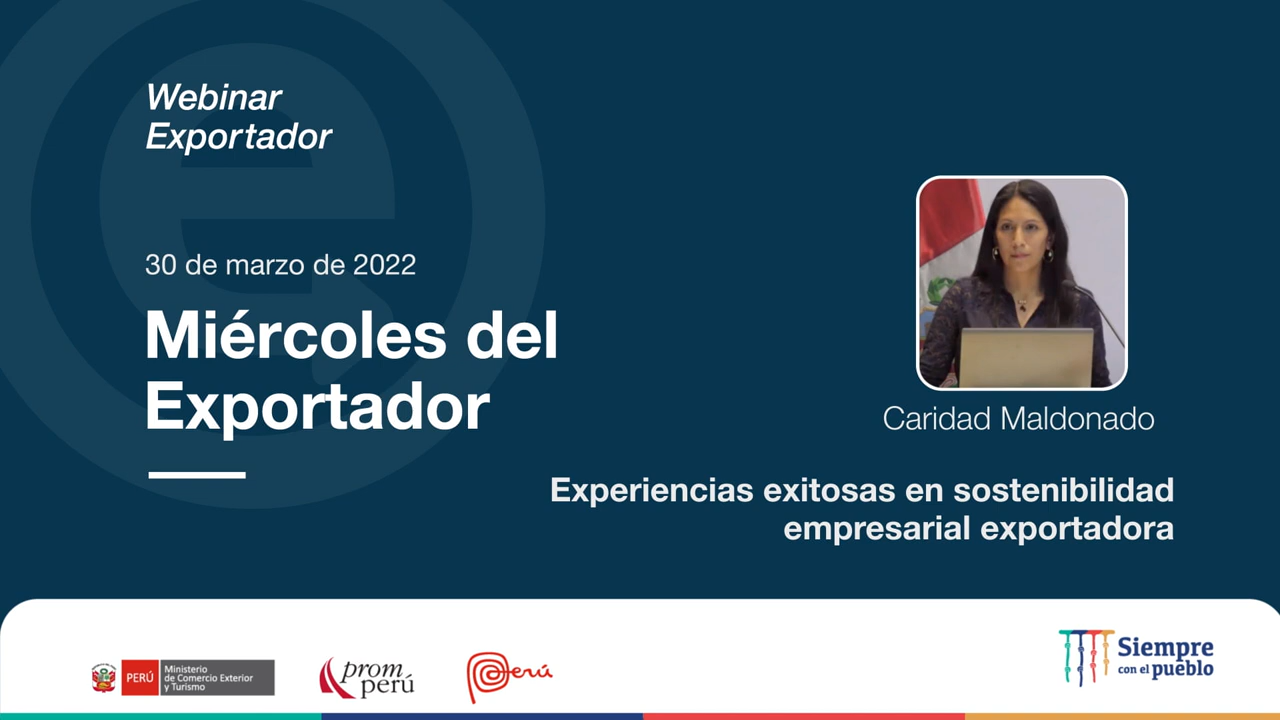 Webinar
Exportador
30 de marzo de 2022
Miércoles del
Exportador
Caridad Maldonado
Experiencias exitosas en sostenibilidad
empresarial exportadora
PERÚ
Ministerio
de Comercio Exterior
y Turismo
prom
perú
Perú
Siempre
con el pueblo